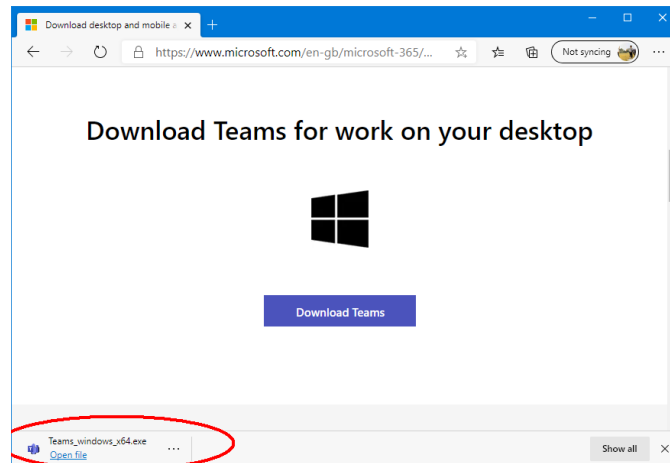 Download desktop and mobile a
https://www.microsoft.com/en-gb/microsoft-365/...
Not syncing
Download Teams for work on your desktop
Download Teams
Teams_windows_x64.exe
Open file
Show all